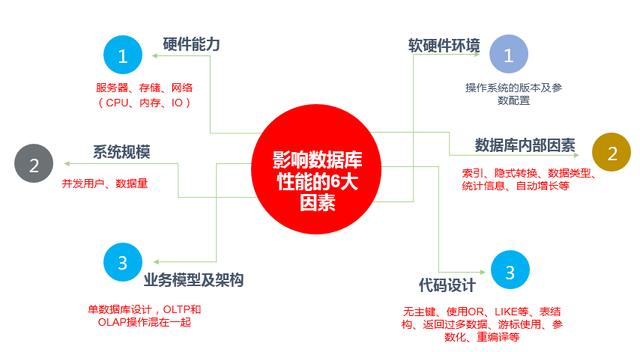 1
硬件能力
服务器、存储、网络
（CPU、内存、IO）
2
系统规模
并发用户、数据量
3
业务模型及架构
单数据库设计，OLTP和
OLAP操作混在一起
影响数据库
性能的6大
因素
软硬件环境
1
操作系统的版本及参
数配置
数据库内部因素
2
索引、隐式转换、数据类型、
统计信息、自动增长等
代码设计
3
无主键、使用OR、LIKE等、表结
构、返回过多数据、游标使用、参
数化、重编译等